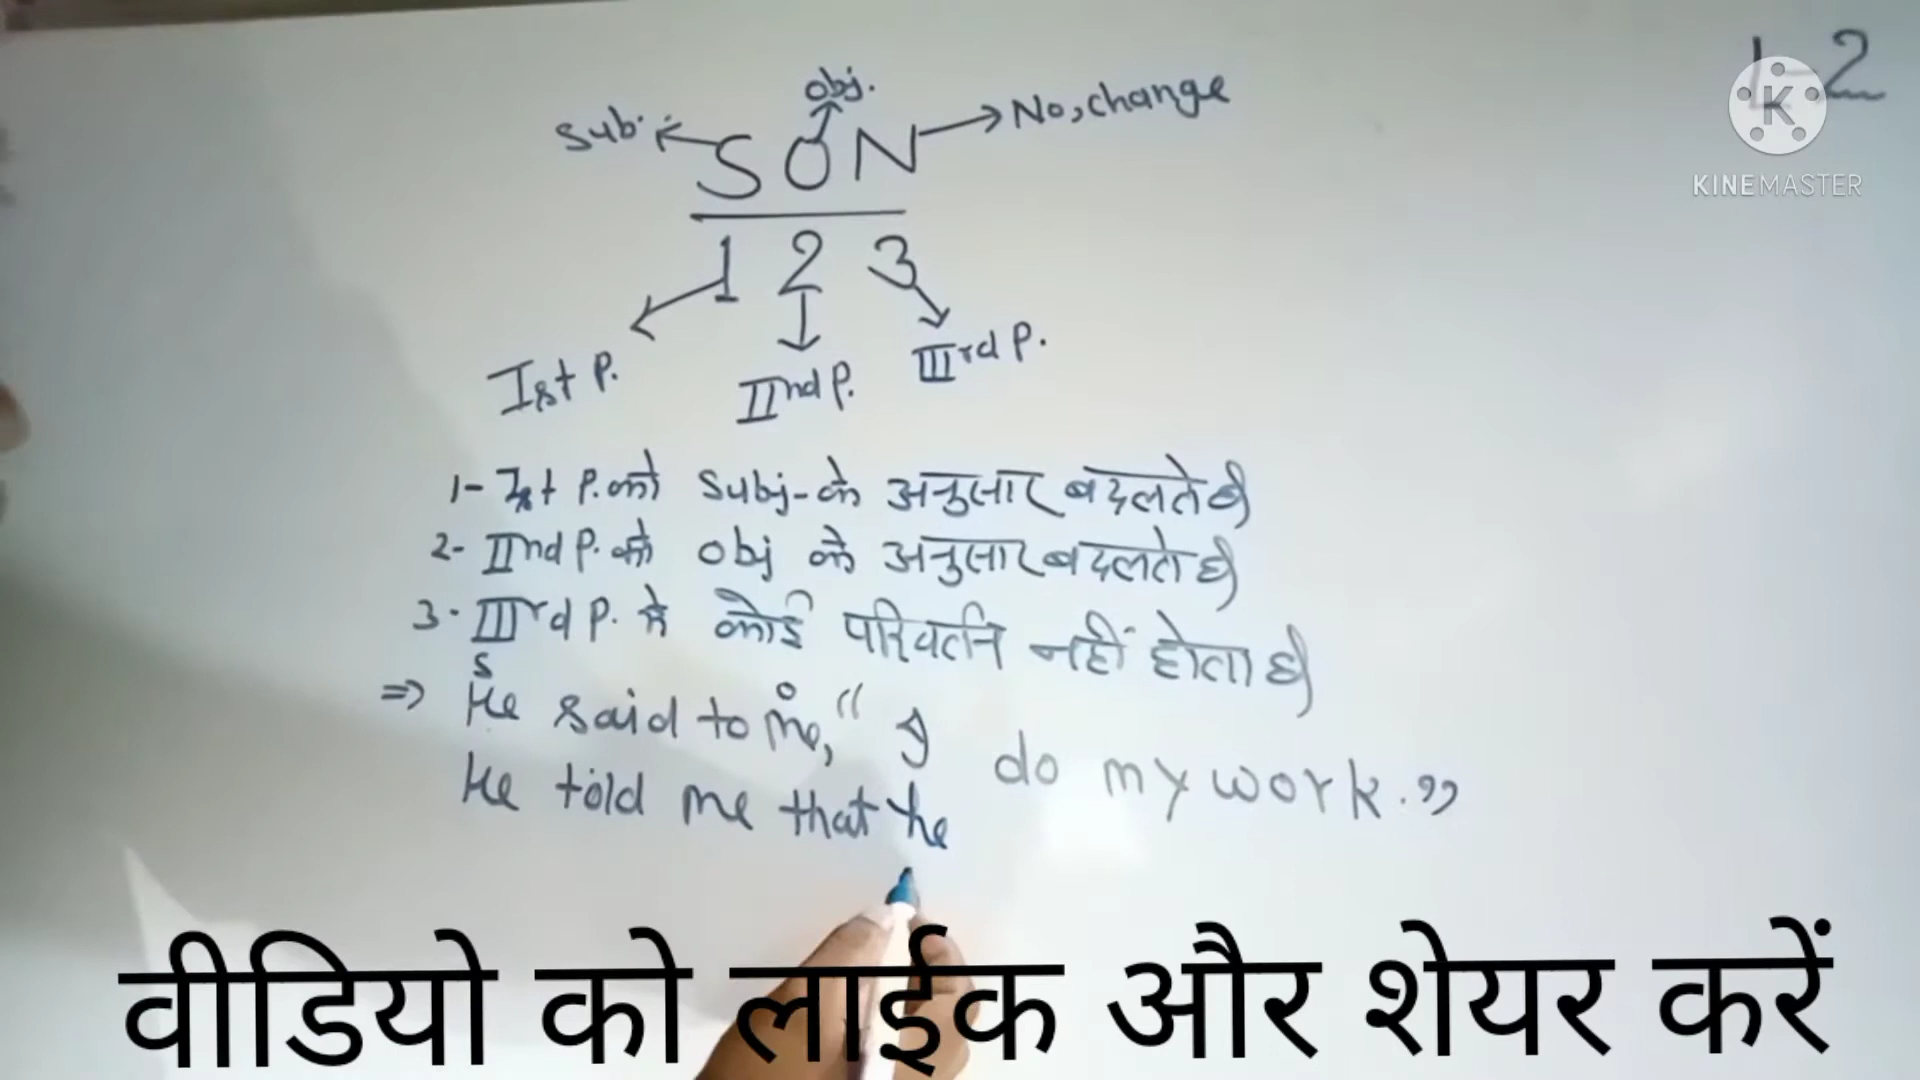 L-2
KINEMASTER
obj.
Sub. S O N No, change
1 2 3
Ist P. IInd P. IIIrd P.
1- Ist P. को Subj- के अनुसार बदलते है
2- IInd P. को obj के अनुसार बदलते है
3- IIIrd P. में कोई परिवर्तन नहीं होता है
S o
⇒ He said to me, “ I do my work.”
He told me that he
वीडियो को लाईक और शेयर करें